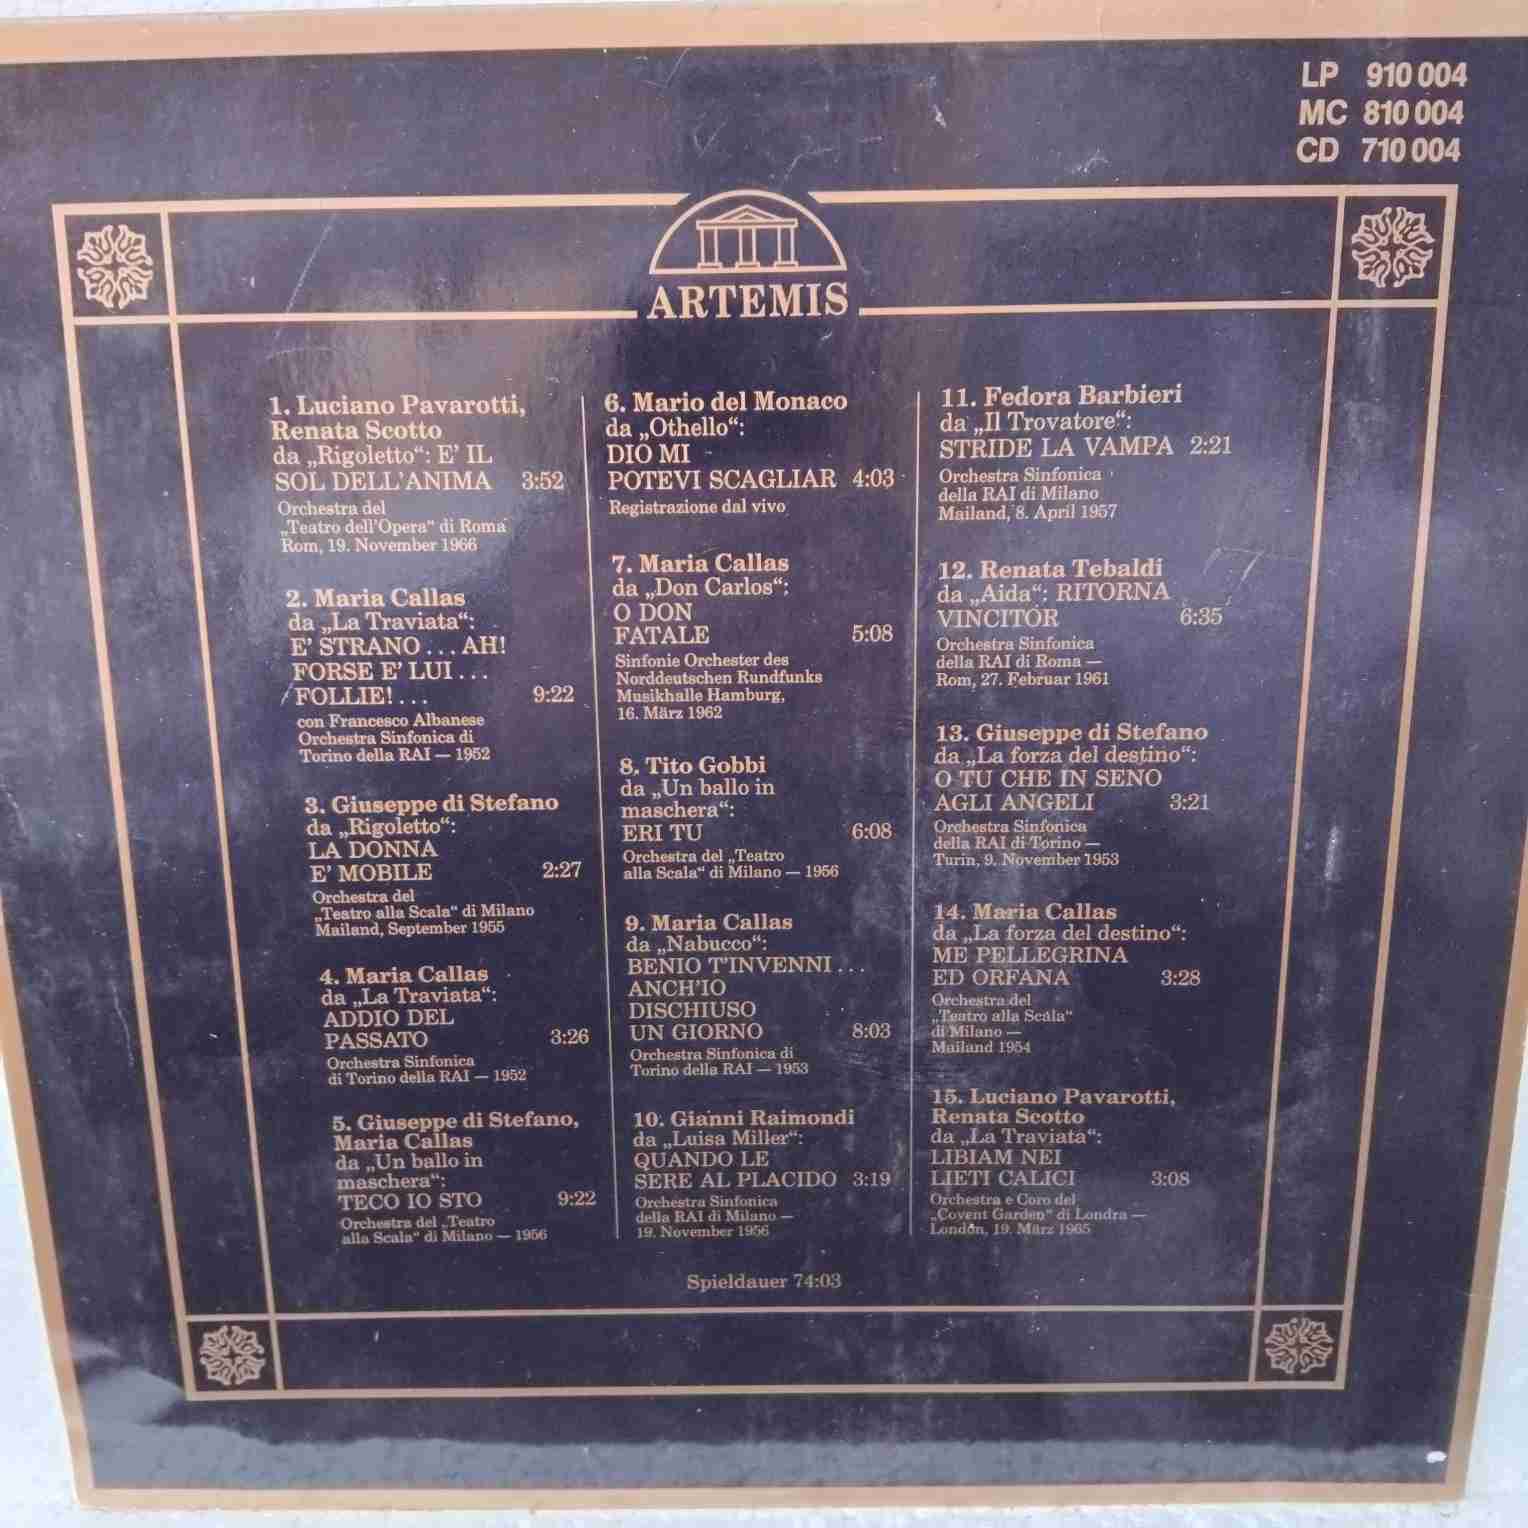 LP 910 004
MC 810 004
CD 710 004
ARTEMIS
1. Luciano Pavarotti,
Renata Scotto
da „Rigoletto“: E' IL
SOL DELL'ANIMA 3:52
Orchestra del
„Teatro dell'Opera“ di Roma
Rom, 19. November 1966
2. Maria Callas
da „La Traviata“:
E' STRANO ... AH!
FORSE E' LUI ...
FOLLIE! ... 9:22
con Francesco Albanese
Orchestra Sinfonica di
Torino della RAI — 1952
3. Giuseppe di Stefano
da „Rigoletto“:
LA DONNA
E' MOBILE 2:27
Orchestra del
„Teatro alla Scala“ di Milano
Mailand, September 1955
4. Maria Callas
da „La Traviata“:
ADDIO DEL
PASSATO 3:26
Orchestra Sinfonica
di Torino della RAI — 1952
5. Giuseppe di Stefano,
Maria Callas
da „Un ballo in
maschera“:
TECO IO STO 9:22
Orchestra del „Teatro
alla Scala“ di Milano — 1956
6. Mario del Monaco
da „Othello“:
DIO MI
POTEVI SCAGLIAR 4:03
Registrazione dal vivo
7. Maria Callas
da „Don Carlos“:
O DON
FATALE 5:08
Sinfonie Orchester des
Norddeutschen Rundfunks
Musikhalle Hamburg,
16. März 1962
8. Tito Gobbi
da „Un ballo in
maschera“:
ERI TU 6:08
Orchestra del „Teatro
alla Scala“ di Milano — 1956
9. Maria Callas
da „Nabucco“:
BENIO T'INVENNI ...
ANCH'IO
DISCHIUSO
UN GIORNO 8:03
Orchestra Sinfonica di
Torino della RAI — 1953
10. Gianni Raimondi
da „Luisa Miller“:
QUANDO LE
SERE AL PLACIDO 3:19
Orchestra Sinfonica
della RAI di Milano —
19. November 1956
11. Fedora Barbieri
da „Il Trovatore“:
STRIDE LA VAMPA 2:21
Orchestra Sinfonica
della RAI di Milano
Mailand, 8. April 1957
12. Renata Tebaldi
da „Aida“: RITORNA
VINCITOR 6:35
Orchestra Sinfonica
della RAI di Roma —
Rom, 27. Februar 1961
13. Giuseppe di Stefano
da „La forza del destino“:
O TU CHE IN SENO
AGLI ANGELI 3:21
Orchestra Sinfonica
della RAI di Torino —
Turin, 9. November 1953
14. Maria Callas
da „La forza del destino“:
ME PELLEGRINA
ED ORFANA 3:28
Orchestra del
„Teatro alla Scala“
di Milano —
Mailand 1954
15. Luciano Pavarotti,
Renata Scotto
da „La Traviata“:
LIBIAM NEI
LIETI CALICI 3:08
Orchestra e Coro del
„Covent Garden“ di Londra —
London, 19. März 1965
Spieldauer 74:03